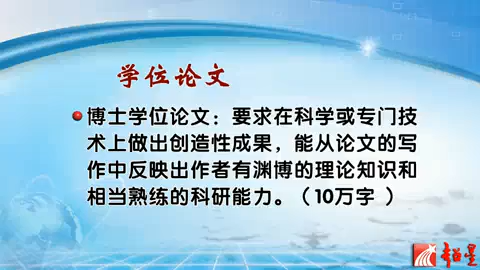 学位论文
博士学位论文：要求在科学或专门技
术上做出创造性成果，能从论文的写
作中反映出作者有渊博的理论知识和
相当熟练的科研能力。（10万字 ）
超星